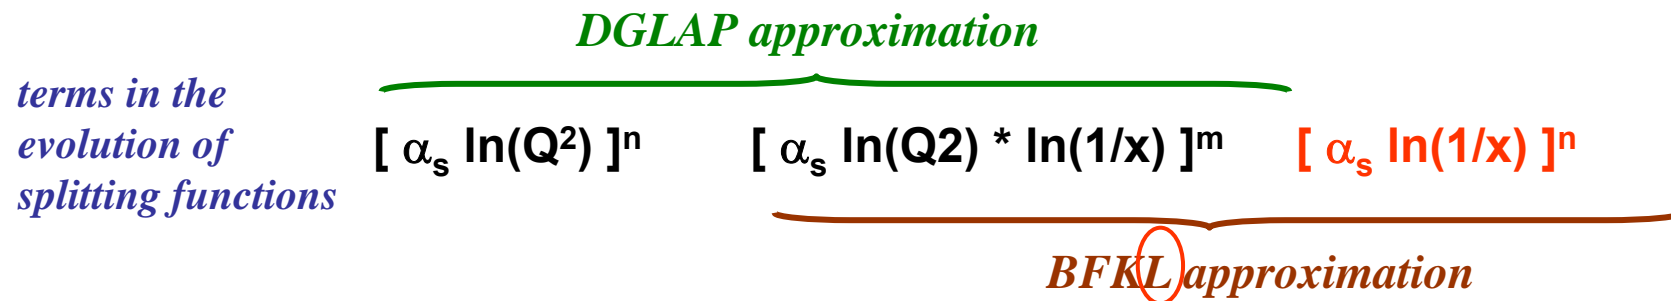 DGLAP approximation
terms in the
evolution of
splitting functions
[ αs ln(Q²) ]ⁿ [ αs ln(Q2) * ln(1/x) ]ᵐ [ αs ln(1/x) ]ⁿ
BFKL approximation